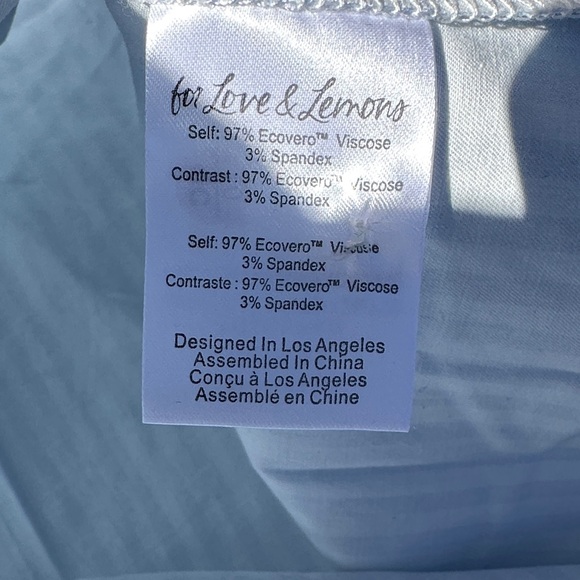 for Love & Lemons
Self: 97% Ecovero™ Viscose
3% Spandex
Contrast : 97% Ecovero™ Viscose
3% Spandex
Self: 97% Ecovero™ Viscose
3% Spandex
Contraste : 97% Ecovero™ Viscose
3% Spandex
Designed In Los Angeles
Assembled In China
Conçu à Los Angeles
Assemblé en Chine